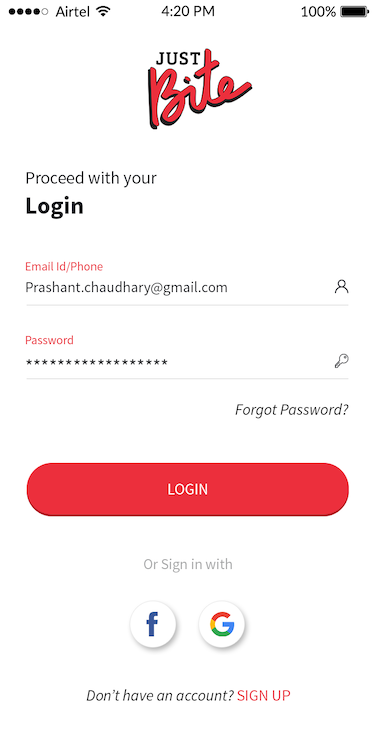 Airtel 4:20 PM 100%
JUST
Bite
Proceed with your
Login
Email Id/Phone
Prashant.chaudhary@gmail.com
Password
******************
Forgot Password?
LOGIN
Or Sign in with
f G
Don't have an account? SIGN UP